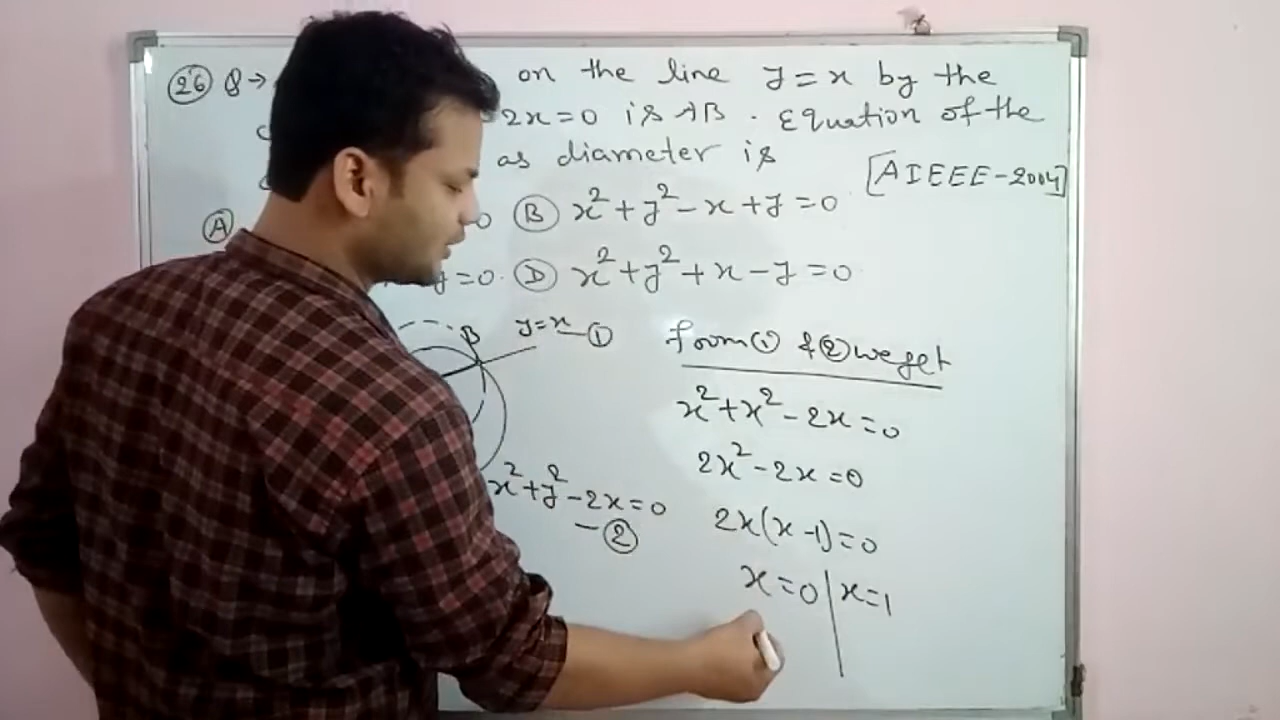 (26) Q → on the line y = x by the
2x = 0 is AB. Equation of the
as diameter is
[AIEEE-2004]
(A) 0 (B) x² + y² - x + y = 0
y = 0. (D) x² + y² + x - y = 0
B y = x — (1)
from (1) & (2) we get
x² + x² - 2x = 0
2x² - 2x = 0
x² + y² - 2x = 0
— (2)
2x(x - 1) = 0
x = 0 | x = 1